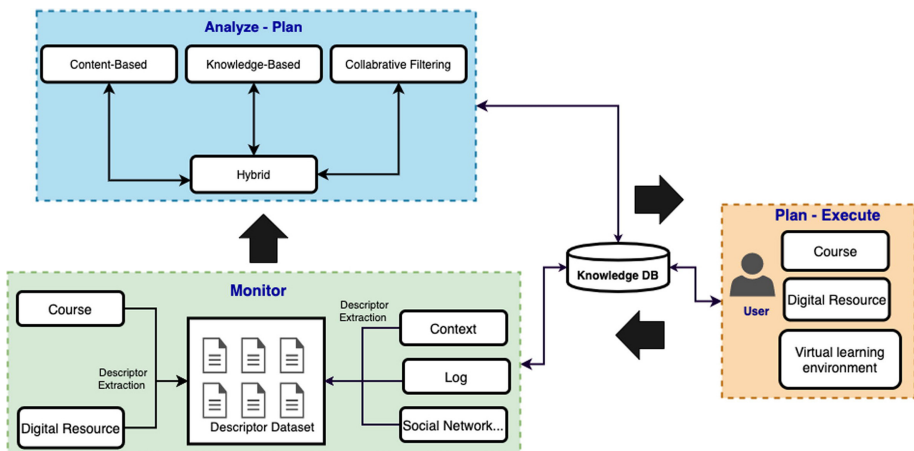 Analyze - Plan
Content-Based
Knowledge-Based
Collabrative Filtering
Hybrid
Plan - Execute
Course
Digital Resource
User
Virtual learning
environment
Knowledge DB
Monitor
Course
Descriptor
Extraction
Digital Resource
Descriptor Dataset
Descriptor
Extraction
Context
Log
Social Network...